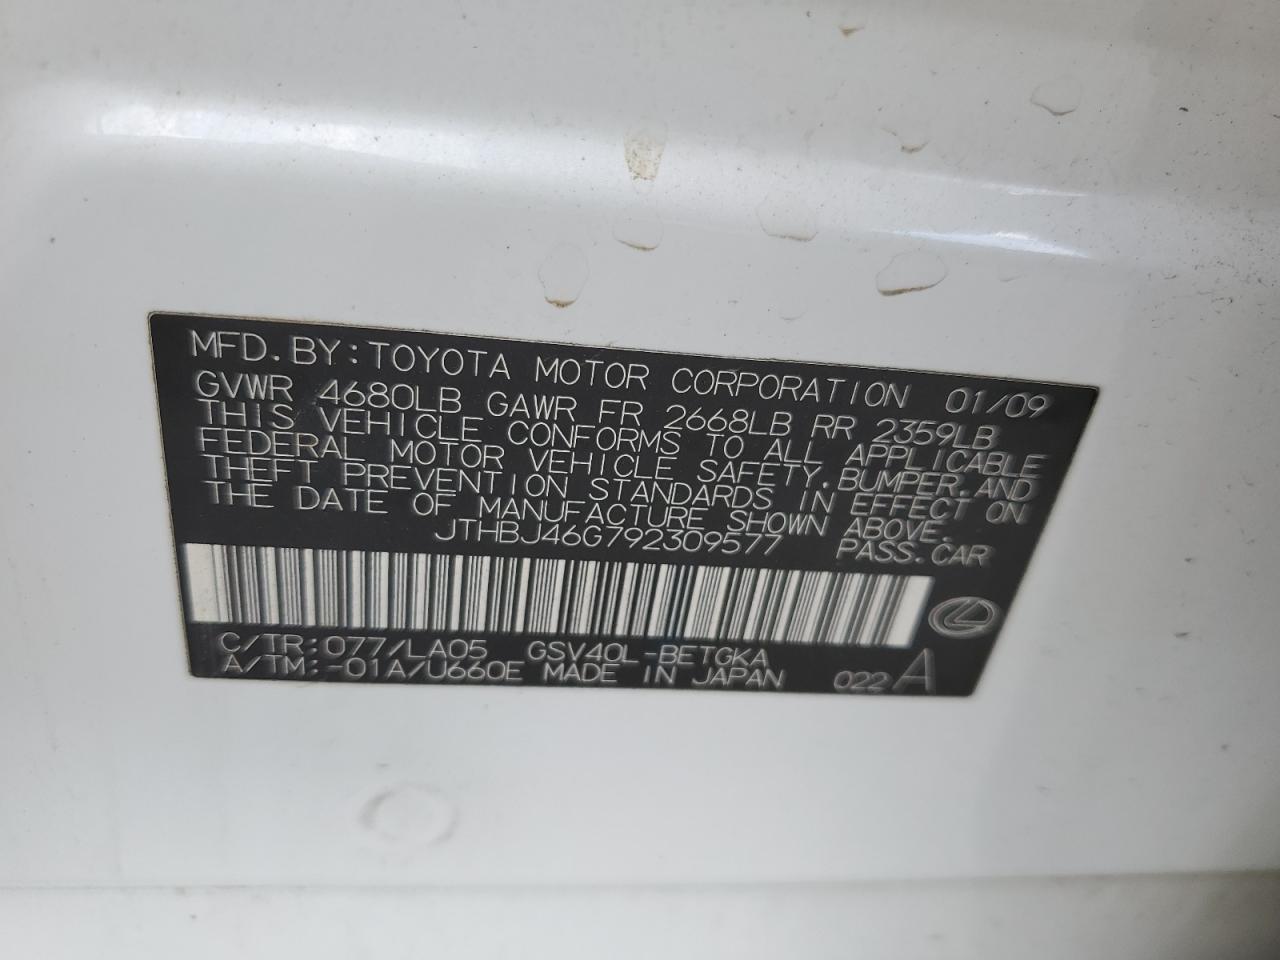 MFD.BY:TOYOTA MOTOR CORPORATION 01/09
GVWR 4680LB GAWR FR 2668LB RR 2359LB
THIS VEHICLE CONFORMS TO ALL APPLICABLE
FEDERAL MOTOR VEHICLE SAFETY,BUMPER,AND
THEFT PREVENTION STANDARDS IN EFFECT ON
THE DATE OF MANUFACTURE SHOWN ABOVE.
JTHBJ46G792309577 PASS.CAR
C/TR:077/LA05 GSV40L-BETGKA
A/TM:-01A/U660E MADE IN JAPAN 022 A